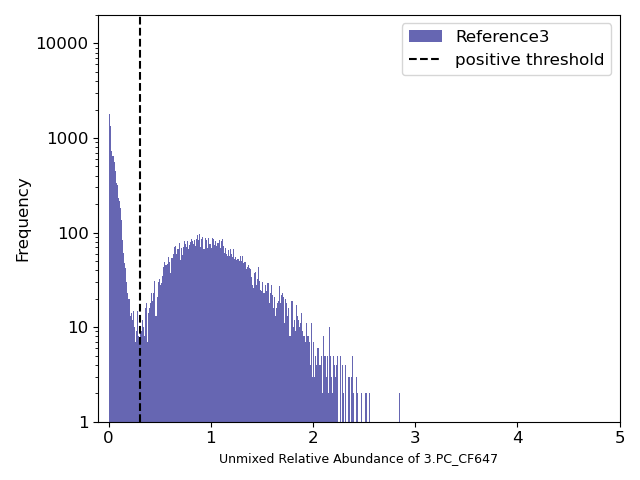 Reference3
positive threshold
10000
1000
100
10
1
Frequency
0 1 2 3 4 5
Unmixed Relative Abundance of 3.PC_CF647